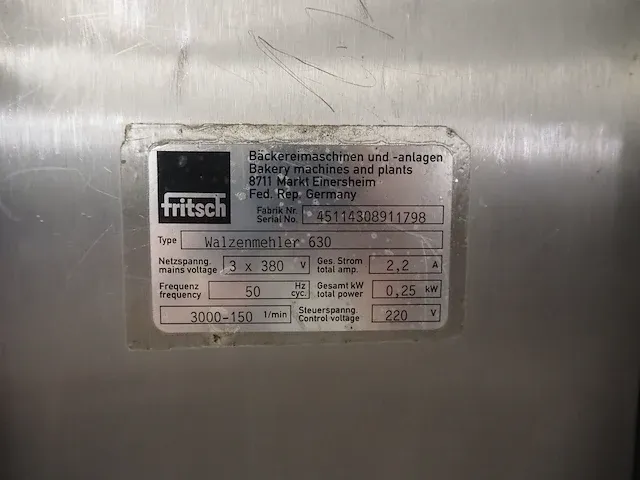 Bäckereimaschinen und -anlagen
Bakery machines and plants
8711 Markt Einersheim
Fed. Rep. Germany
fritsch
Fabrik Nr.
Serial No. 45114308911798
Type Walzenmehler 630
Netzspanng.
mains voltage 3 x 380 V
Ges. Strom
total amp. 2,2 A
Frequenz
frequency 50 Hz
cyc.
Gesamt kW
total power 0,25 kW
3000-150 1/min
Steuerspanng.
Control voltage 220 V